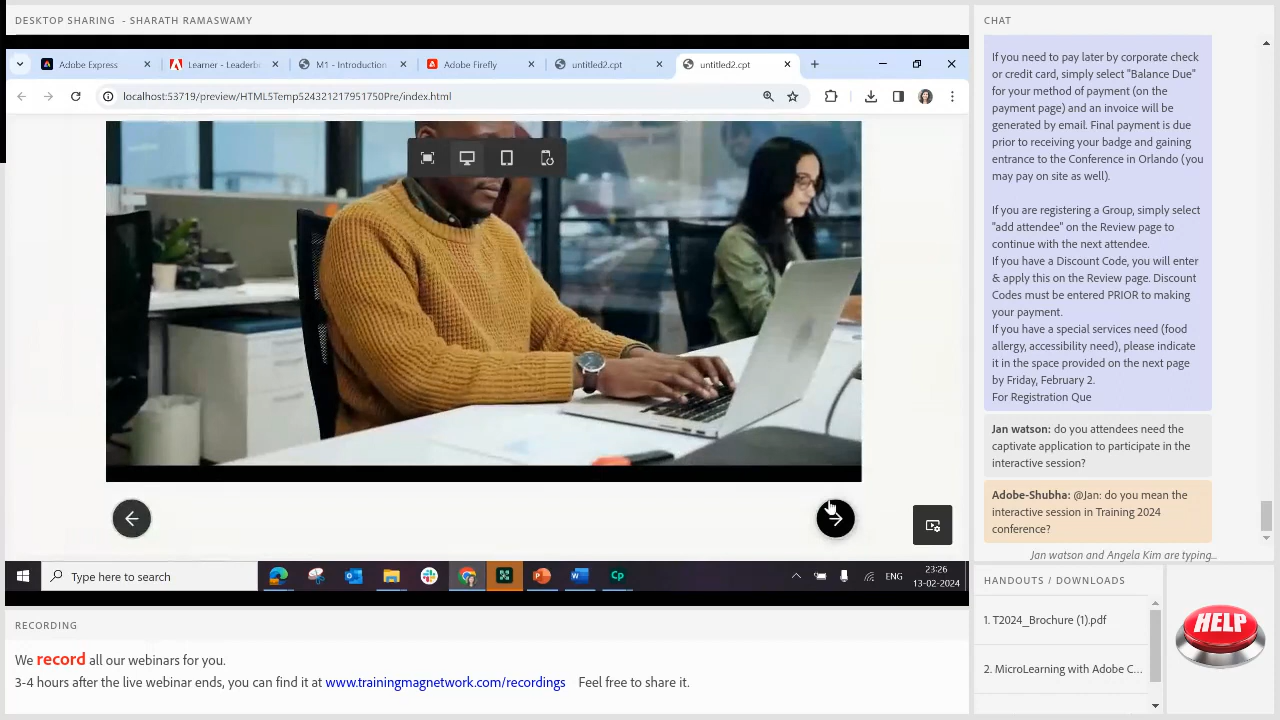 DESKTOP SHARING - SHARATH RAMASWAMY
Adobe Express
Learner - Leaderb
M1 - Introduction
Adobe Firefly
untitled2.cpt
untitled2.cpt
localhost:53719/preview/HTML5Temp524321217951750Pre/index.html
Type here to search
ENG
23:26
13-02-2024
RECORDING
We record all our webinars for you.
3-4 hours after the live webinar ends, you can find it at www.trainingmagnetwork.com/recordings Feel free to share it.
CHAT
If you need to pay later by corporate check
or credit card, simply select "Balance Due"
for your method of payment (on the
payment page) and an invoice will be
generated by email. Final payment is due
prior to receiving your badge and gaining
entrance to the Conference in Orlando (you
may pay on site as well).
If you are registering a Group, simply select
"add attendee" on the Review page to
continue with the next attendee.
If you have a Discount Code, you will enter
& apply this on the Review page. Discount
Codes must be entered PRIOR to making
your payment.
If you have a special services need (food
allergy, accessibility need), please indicate
it in the space provided on the next page
by Friday, February 2.
For Registration Que
Jan watson: do you attendees need the
captivate application to participate in the
interactive session?
Adobe-Shubha: @Jan: do you mean the
interactive session in Training 2024
conference?
Jan watson and Angela Kim are typing...
HANDOUTS / DOWNLOADS
1. T2024_Brochure (1).pdf
2. MicroLearning with Adobe C...
HELP